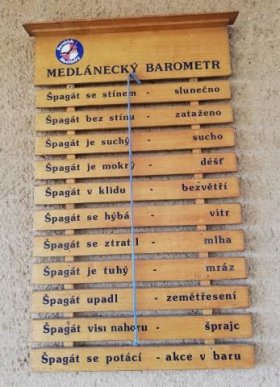 MEDLÁNECKÝ BAROMETR
Špagát se stínem - slunečno
Špagát bez stínu - zataženo
Špagát je suchý - sucho
Špagát je mokrý - déšť
Špagát v klidu - bezvětří
Špagát se hýbá - vítr
Špagát se ztratil - mlha
Špagát je tuhý - mráz
Špagát upadl - zemětřesení
Špagát visí nahoru - šprajc
Špagát se potácí - akce v baru